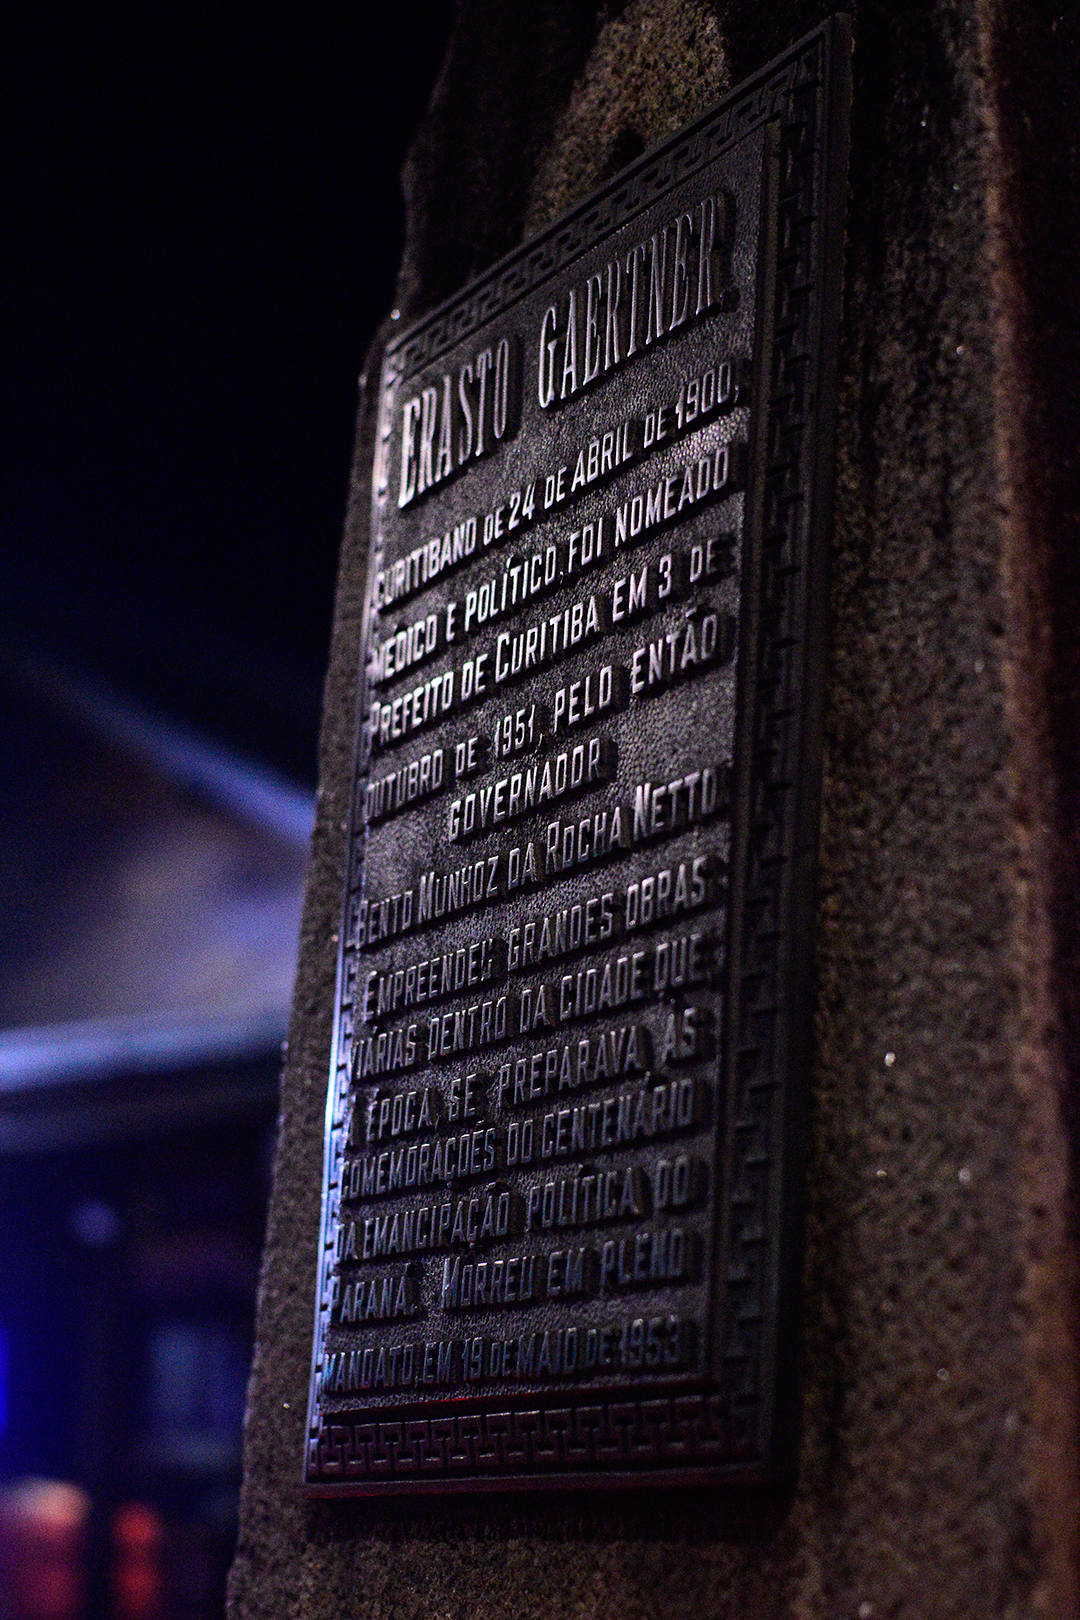 ERASTO GAERTNER
CURITIBANO DE 24 DE ABRIL DE 1900,
MÉDICO E POLÍTICO, FOI NOMEADO
PREFEITO DE CURITIBA EM 3 DE
OUTUBRO DE 1951, PELO ENTÃO
GOVERNADOR
BENTO MUNHOZ DA ROCHA NETTO.
EMPREENDEU GRANDES OBRAS
VIÁRIAS DENTRO DA CIDADE QUE,
À ÉPOCA, SE PREPARAVA ÀS
COMEMORAÇÕES DO CENTENÁRIO
DA EMANCIPAÇÃO POLÍTICA DO
PARANÁ. MORREU EM PLENO
MANDATO, EM 19 DE MAIO DE 1953